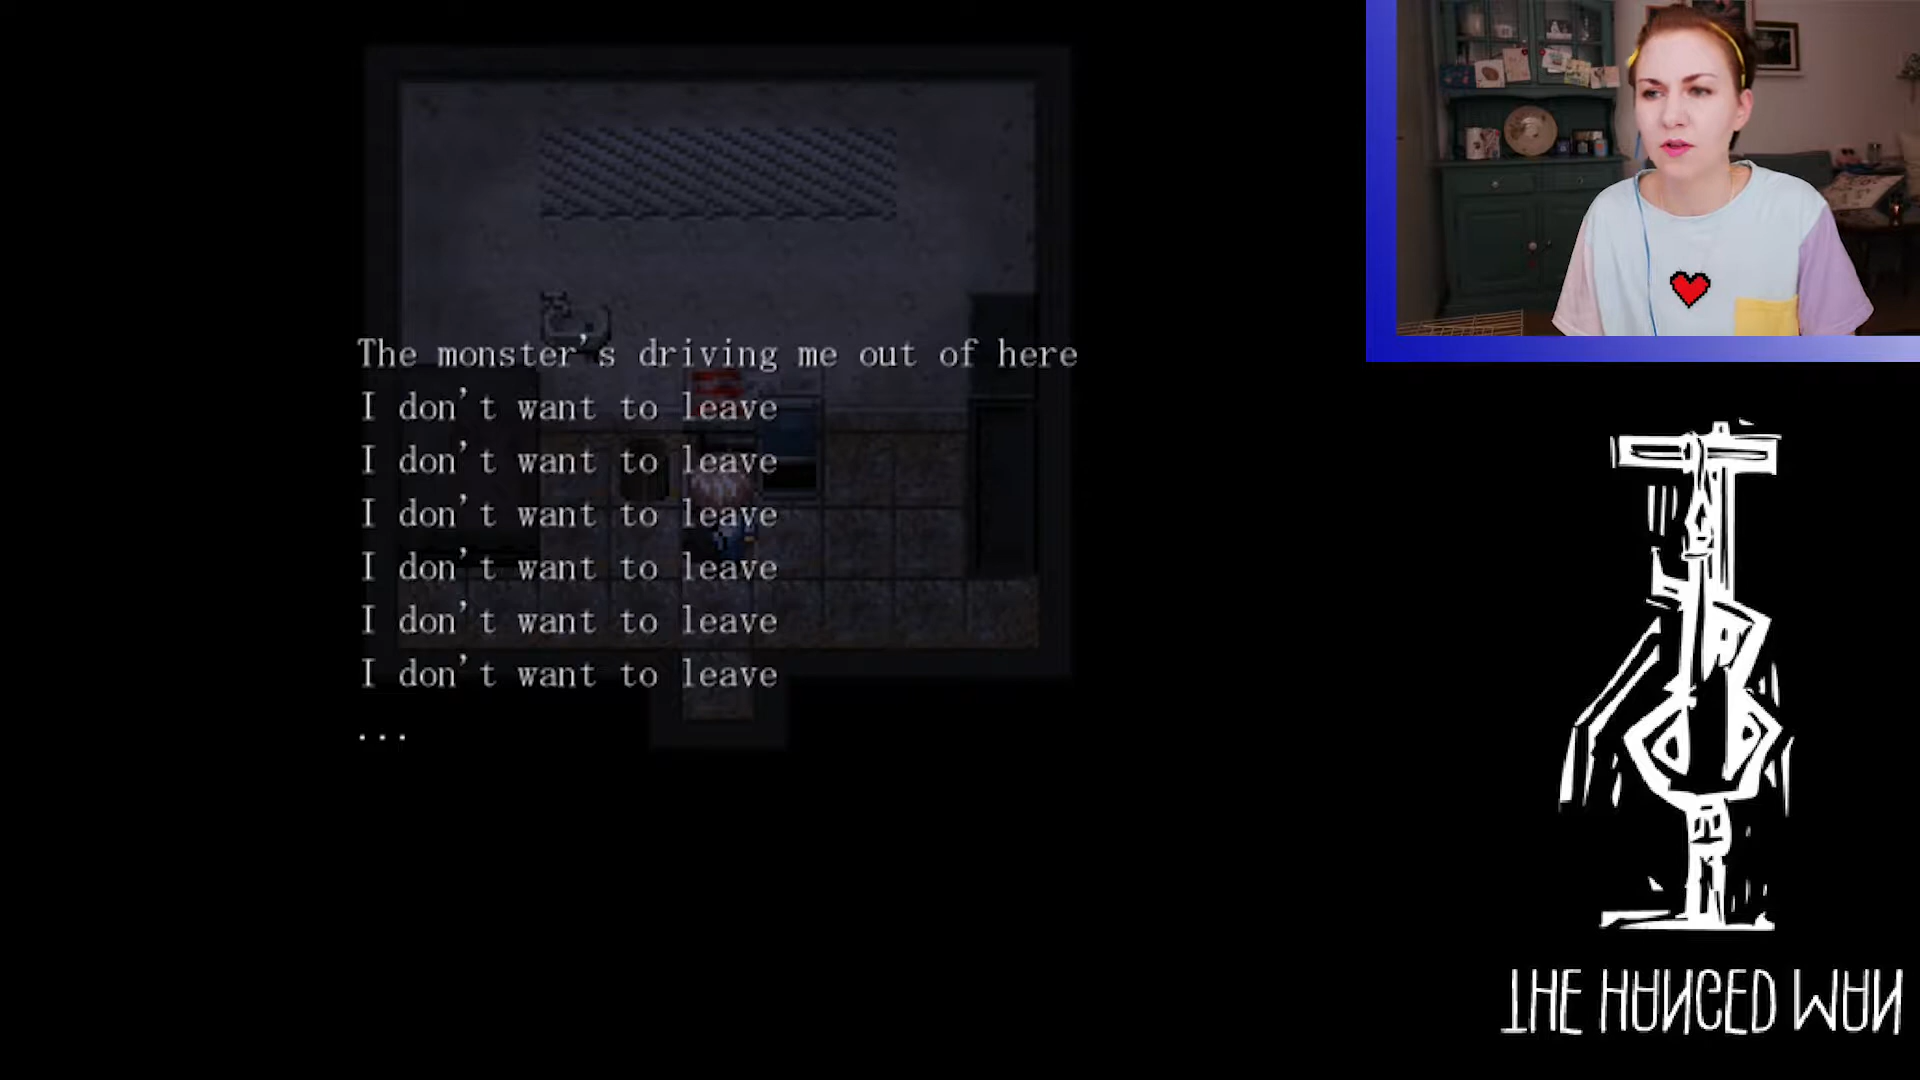 The monster's driving me out of here
I don't want to leave
I don't want to leave
I don't want to leave
I don't want to leave
I don't want to leave
I don't want to leave
...
THE HANGED MAN